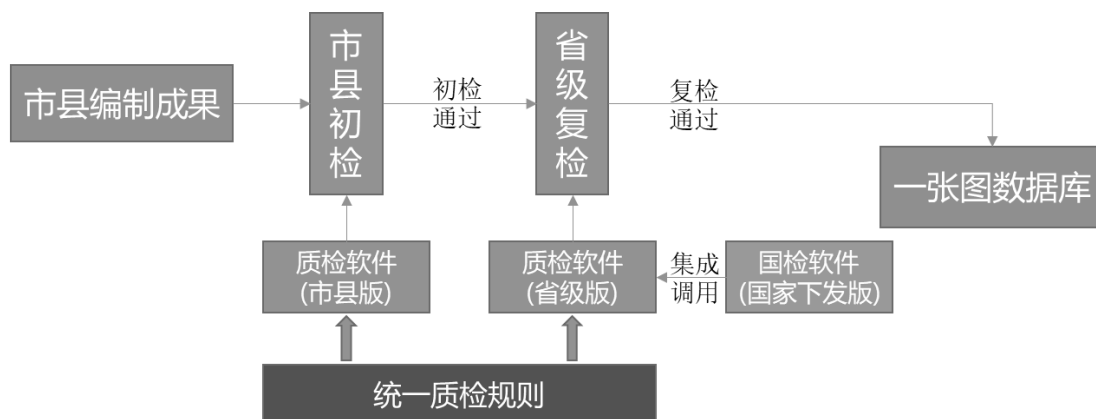 市县编制成果
市县初检
初检
通过
省级复检
复检
通过
一张图数据库
质检软件
(市县版)
质检软件
(省级版)
集成
调用
国检软件
(国家下发版)
统一质检规则